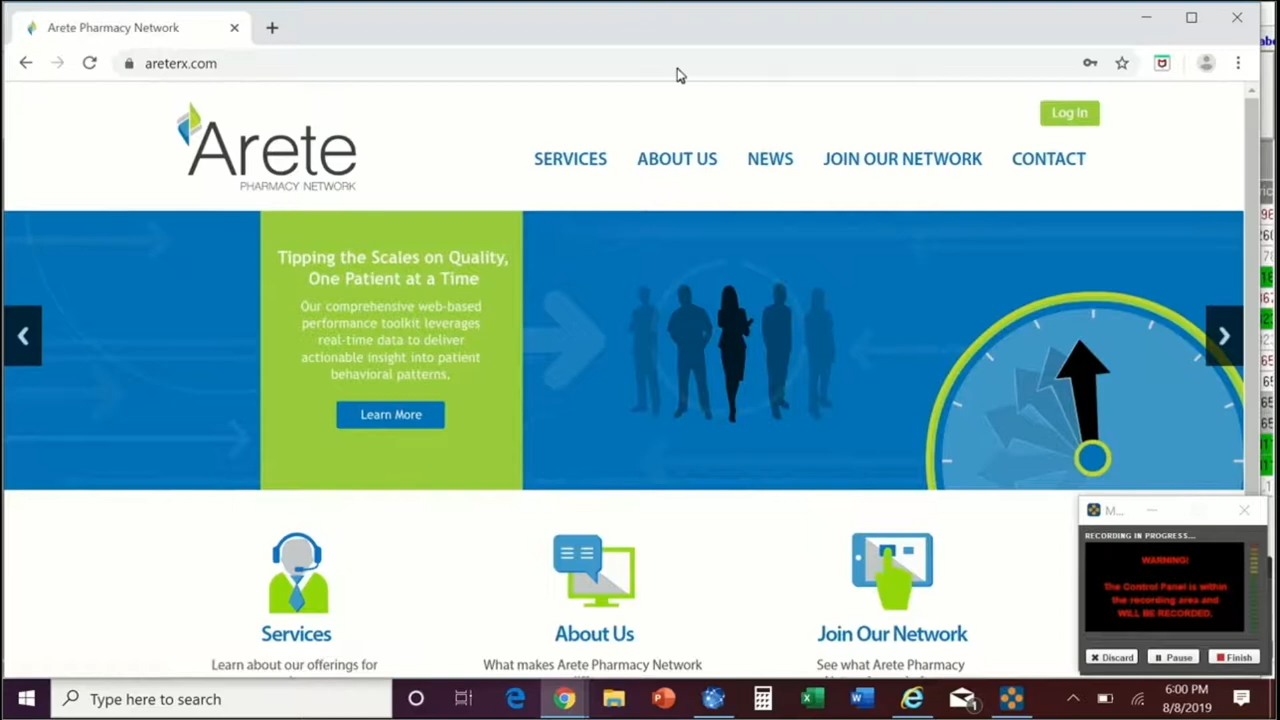 Arete Pharmacy Network
areterx.com
Log In
Arete
PHARMACY NETWORK
SERVICES
ABOUT US
NEWS
JOIN OUR NETWORK
CONTACT
Tipping the Scales on Quality,
One Patient at a Time
Our comprehensive web-based
performance toolkit leverages
real-time data to deliver
actionable insight into patient
behavioral patterns.
Learn More
Services
About Us
Join Our Network
Learn about our offerings for
What makes Arete Pharmacy Network
See what Arete Pharmacy
M...
RECORDING IN PROGRESS...
WARNING!
The Control Panel is within
the recording area and
WILL BE RECORDED.
Discard
Pause
Finish
Type here to search
6:00 PM
8/8/2019